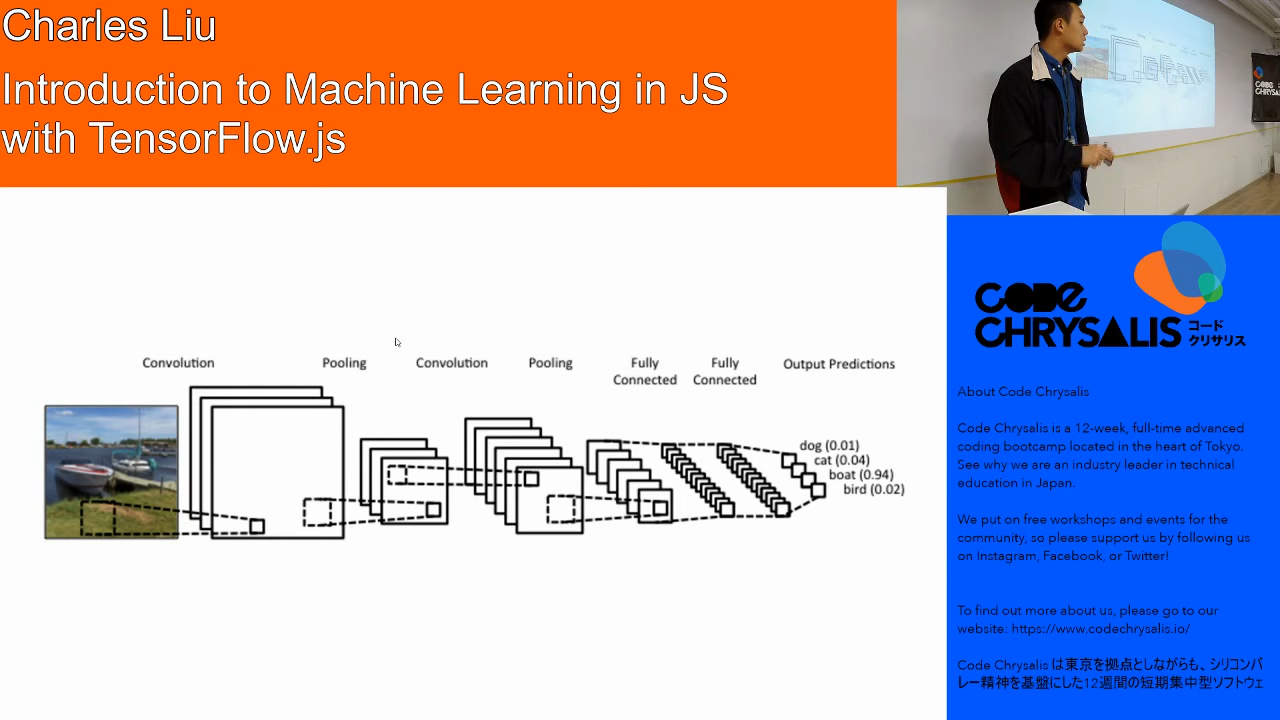 Charles Liu
Introduction to Machine Learning in JS
with TensorFlow.js
Convolution
Pooling
Convolution
Pooling
Fully
Connected
Fully
Connected
Output Predictions
dog (0.01)
cat (0.04)
boat (0.94)
bird (0.02)
CODE
CHRYSALIS
コード
クリサリス
About Code Chrysalis
Code Chrysalis is a 12-week, full-time advanced
coding bootcamp located in the heart of Tokyo.
See why we are an industry leader in technical
education in Japan.
We put on free workshops and events for the
community, so please support us by following us
on Instagram, Facebook, or Twitter!
To find out more about us, please go to our
website: https://www.codechrysalis.io/
Code Chrysalis は東京を拠点としながらも、シリコンバ
レー精神を基盤にした12週間の短期集中型ソフトウェ